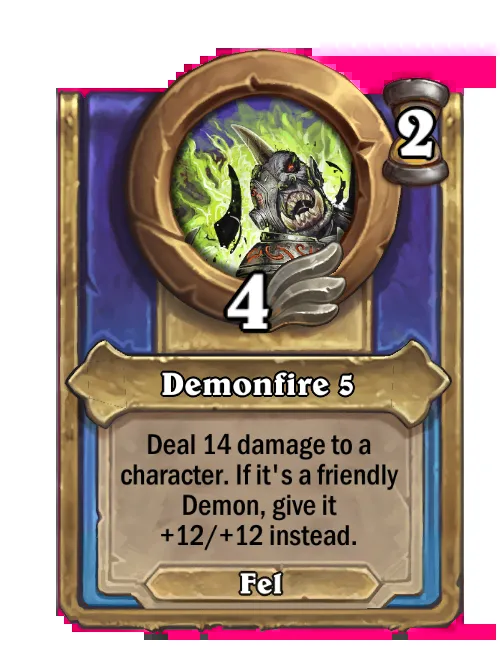 2
4
Demonfire 5
Deal 14 damage to a
character. If it's a friendly
Demon, give it
+12/+12 instead.
Fel